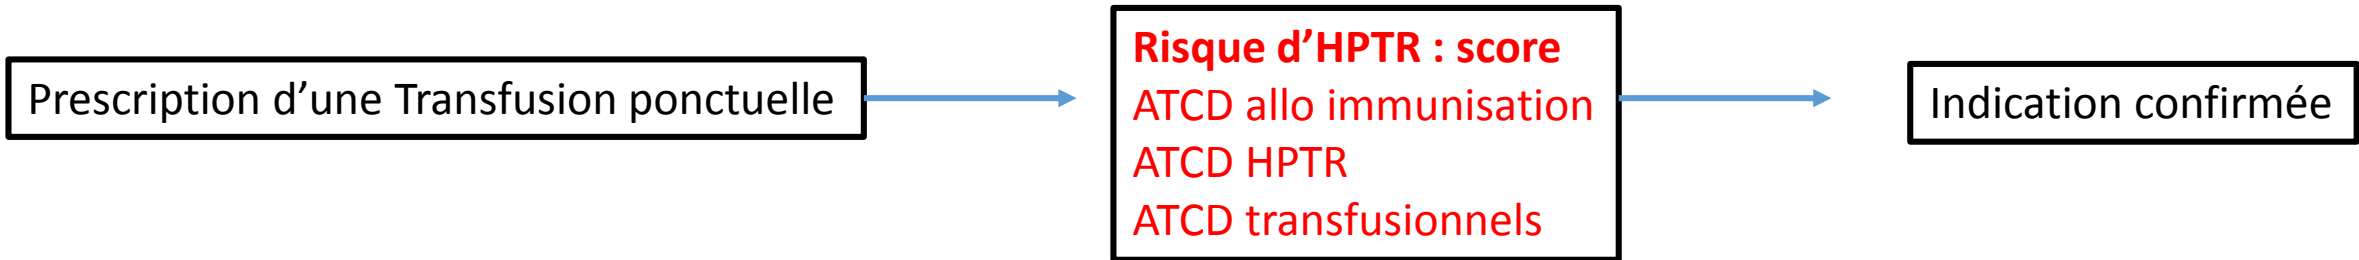 Prescription d’une Transfusion ponctuelle
Risque d’HPTR : score
ATCD allo immunisation
ATCD HPTR
ATCD transfusionnels
Indication confirmée